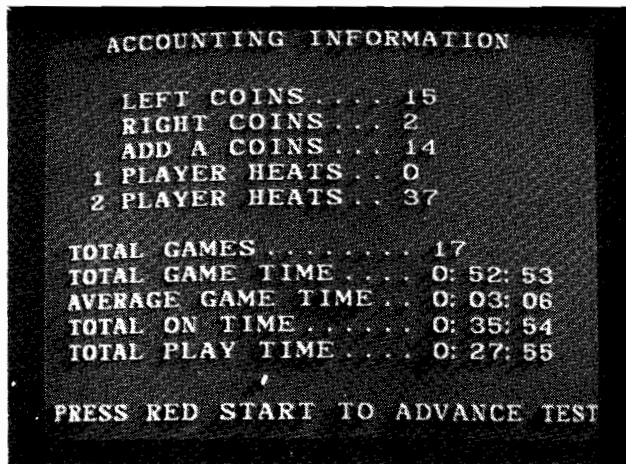 ACCOUNTING INFORMATION
LEFT COINS.... 15
RIGHT COINS... 2
ADD A COINS... 14
1 PLAYER HEATS.. 0
2 PLAYER HEATS.. 37
TOTAL GAMES........ 17
TOTAL GAME TIME.... 0: 52: 53
AVERAGE GAME TIME.. 0: 03: 06
TOTAL ON TIME...... 0: 35: 54
TOTAL PLAY TIME.... 0: 27: 55
PRESS RED START TO ADVANCE TEST